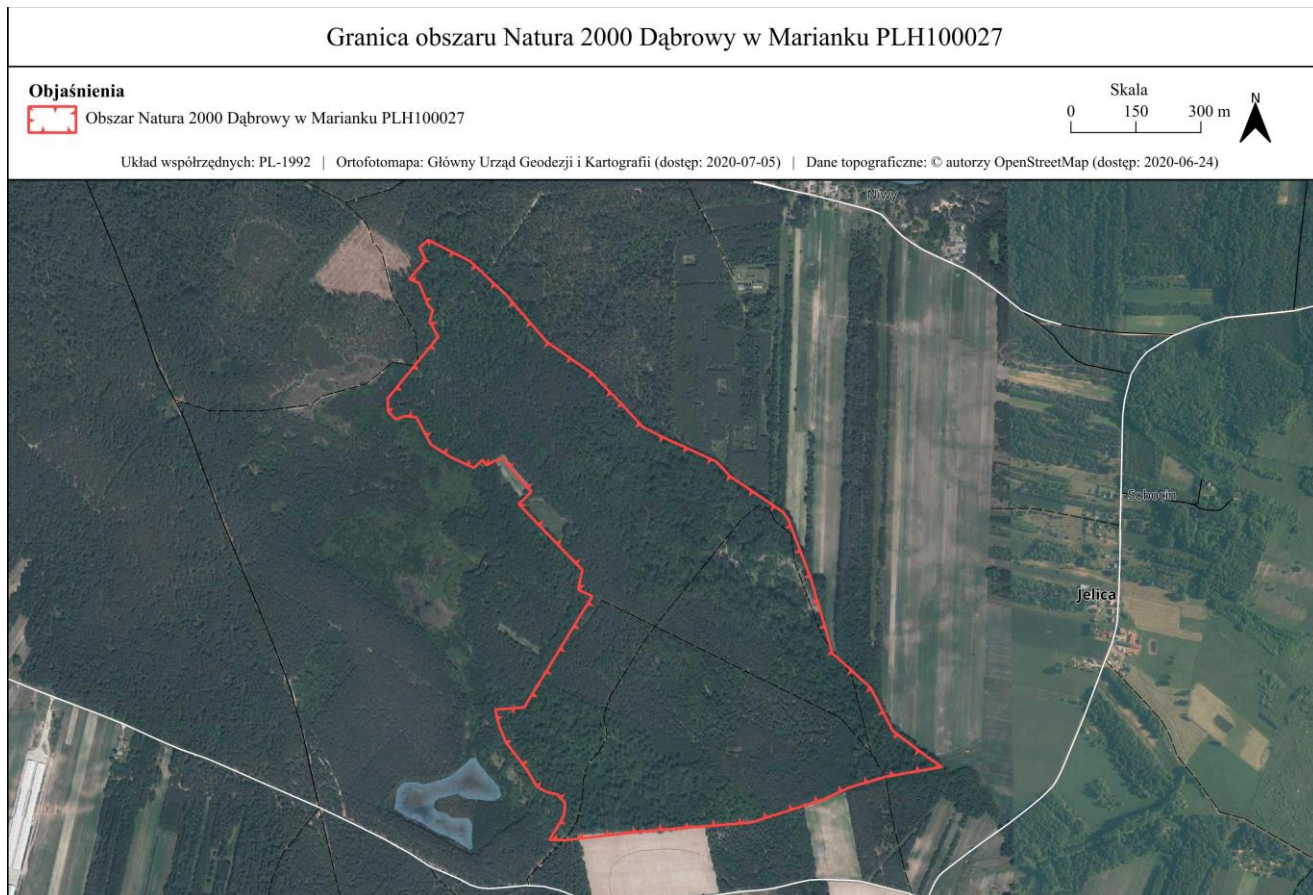 Granica obszaru Natura 2000 Dąbrowy w Marianku PLH100027
Objaśnienia
Obszar Natura 2000 Dąbrowy w Marianku PLH100027
Skala
0 150 300 m
N
Układ współrzędnych: PL-1992 | Ortofotomapa: Główny Urząd Geodezji i Kartografii (dostęp: 2020-07-05) | Dane topograficzne: © autorzy OpenStreetMap (dostęp: 2020-06-24)
Niwy
Sobocin
Jelica